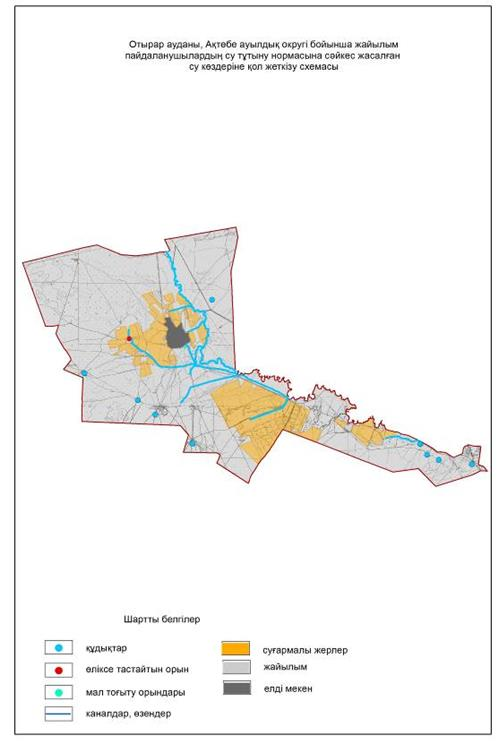 Отырар ауданы, Ақтөбе ауылдық округі бойынша жайылым
пайдаланушылардың су тұтыну нормасына сәйкес жасалған
су көздеріне қол жеткізу схемасы
Шартты белгілер
құдықтар
өліксе тастайтын орын
мал тоғыту орындары
каналдар, өзендер
суғармалы жерлер
жайылым
елді мекен